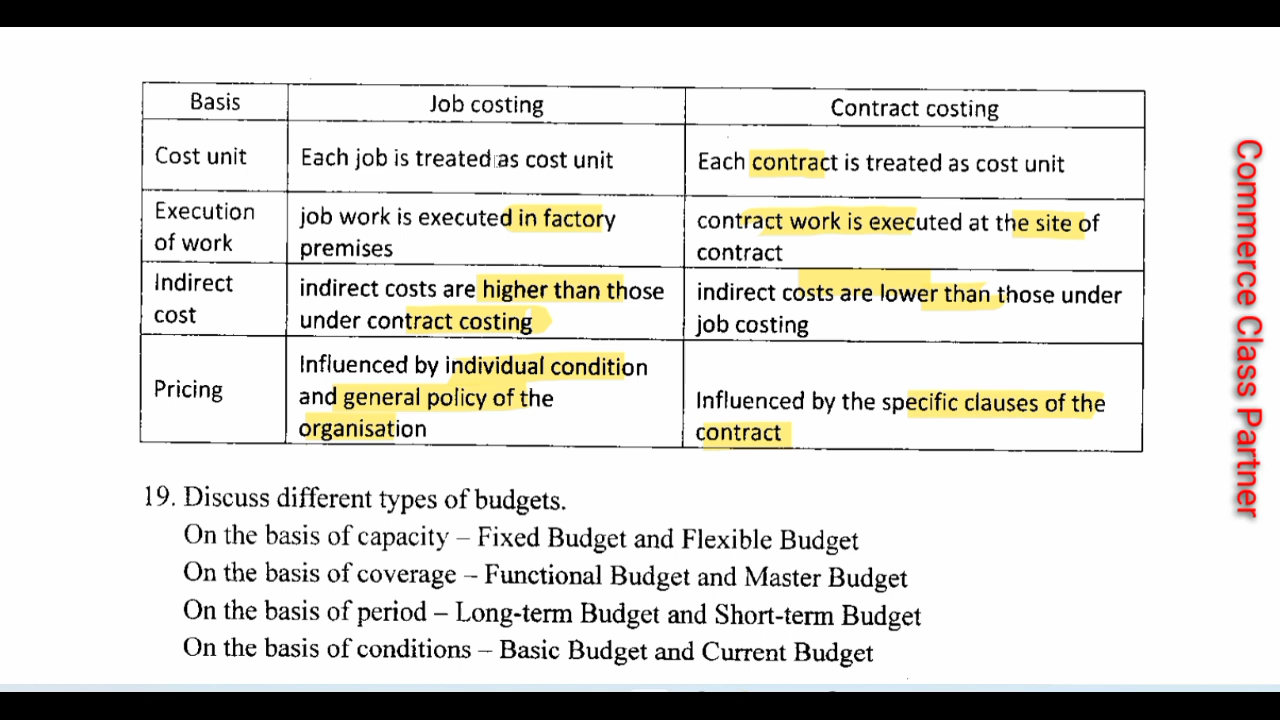 Basis Job costing Contract costing
Cost unit Each job is treated as cost unit Each contract is treated as cost unit
Execution of work job work is executed in factory premises contract work is executed at the site of contract
Indirect cost indirect costs are higher than those under contract costing indirect costs are lower than those under job costing
Pricing Influenced by individual condition and general policy of the organisation Influenced by the specific clauses of the contract
19. Discuss different types of budgets.
On the basis of capacity – Fixed Budget and Flexible Budget
On the basis of coverage – Functional Budget and Master Budget
On the basis of period – Long-term Budget and Short-term Budget
On the basis of conditions – Basic Budget and Current Budget
Commerce Class Partner